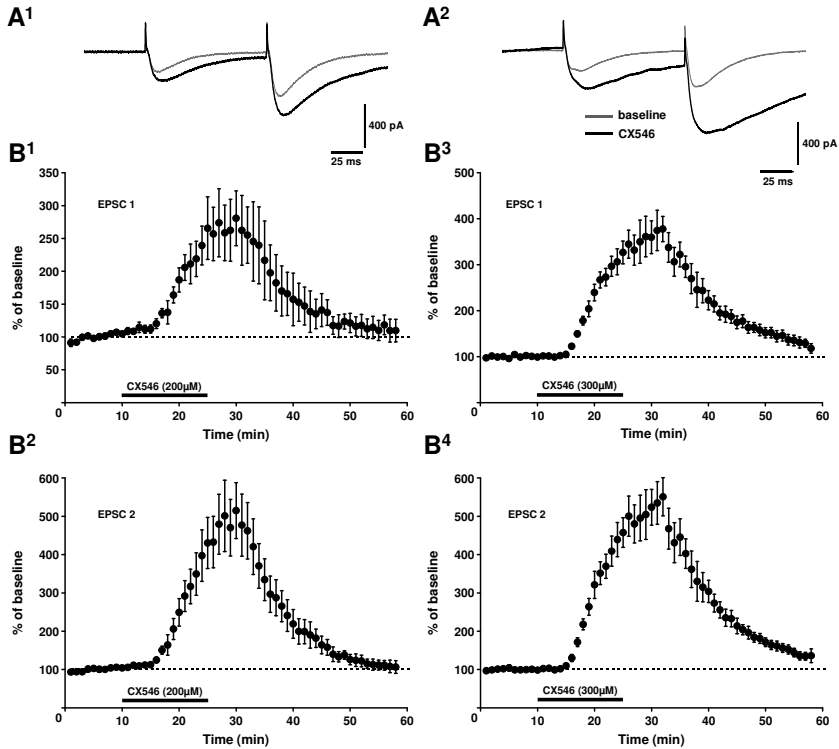 A1
A2
400 pA
25 ms
baseline
CX546
400 pA
25 ms
B1
350
300
250
200
150
100
50
EPSC 1
% of baseline
CX546 (200µM)
0 10 20 30 40 50 60
Time (min)
B3
500
400
300
200
100
0
EPSC 1
% of baseline
CX546 (300µM)
0 10 20 30 40 50 60
Time (min)
B2
600
500
400
300
200
100
0
EPSC 2
% of baseline
CX546 (200µM)
0 10 20 30 40 50 60
Time (min)
B4
600
500
400
300
200
100
0
EPSC 2
% of baseline
CX546 (300µM)
0 10 20 30 40 50 60
Time (min)